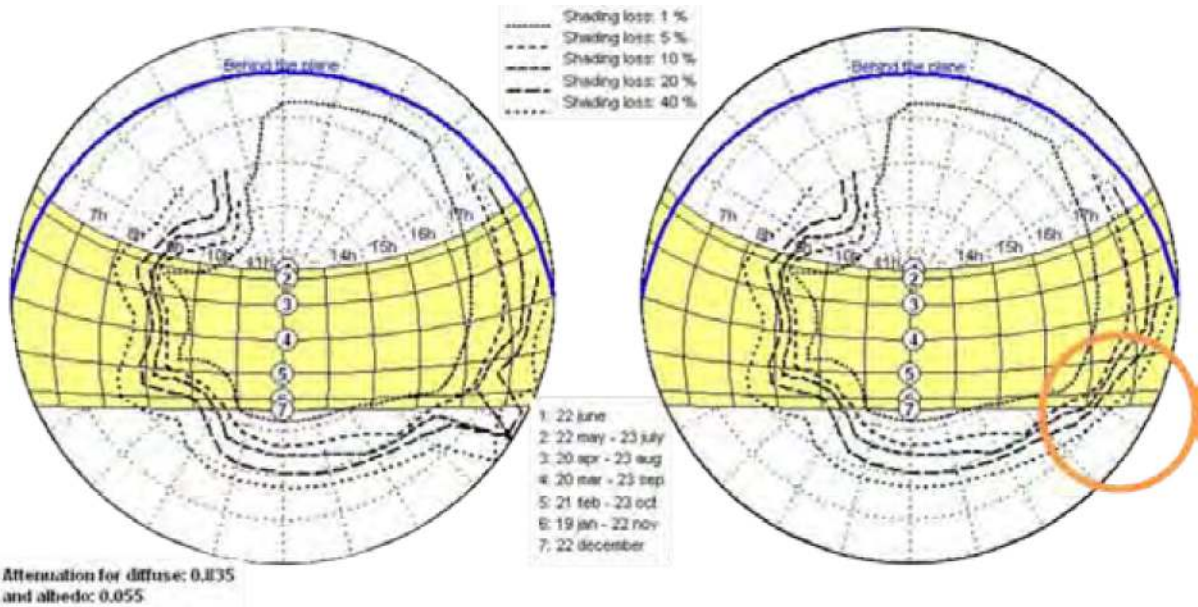 Shading loss: 1 %
Shading loss: 5 %
Shading loss: 10 %
Shading loss: 20 %
Shading loss: 40 %
Behind the plane
7h
8h
9h
10h
11h
14h
15h
16h
17h
2
3
4
5
7
Behind the plane
7h
8h
9h
10h
11h
14h
15h
16h
17h
2
3
4
5
7
1: 22 june
2: 22 may - 23 july
3: 20 apr - 23 aug
4: 20 mar - 23 sep
5: 21 feb - 23 oct
6: 19 jan - 22 nov
7: 22 december
Attenuation for diffuse: 0.835
and albedo: 0.055